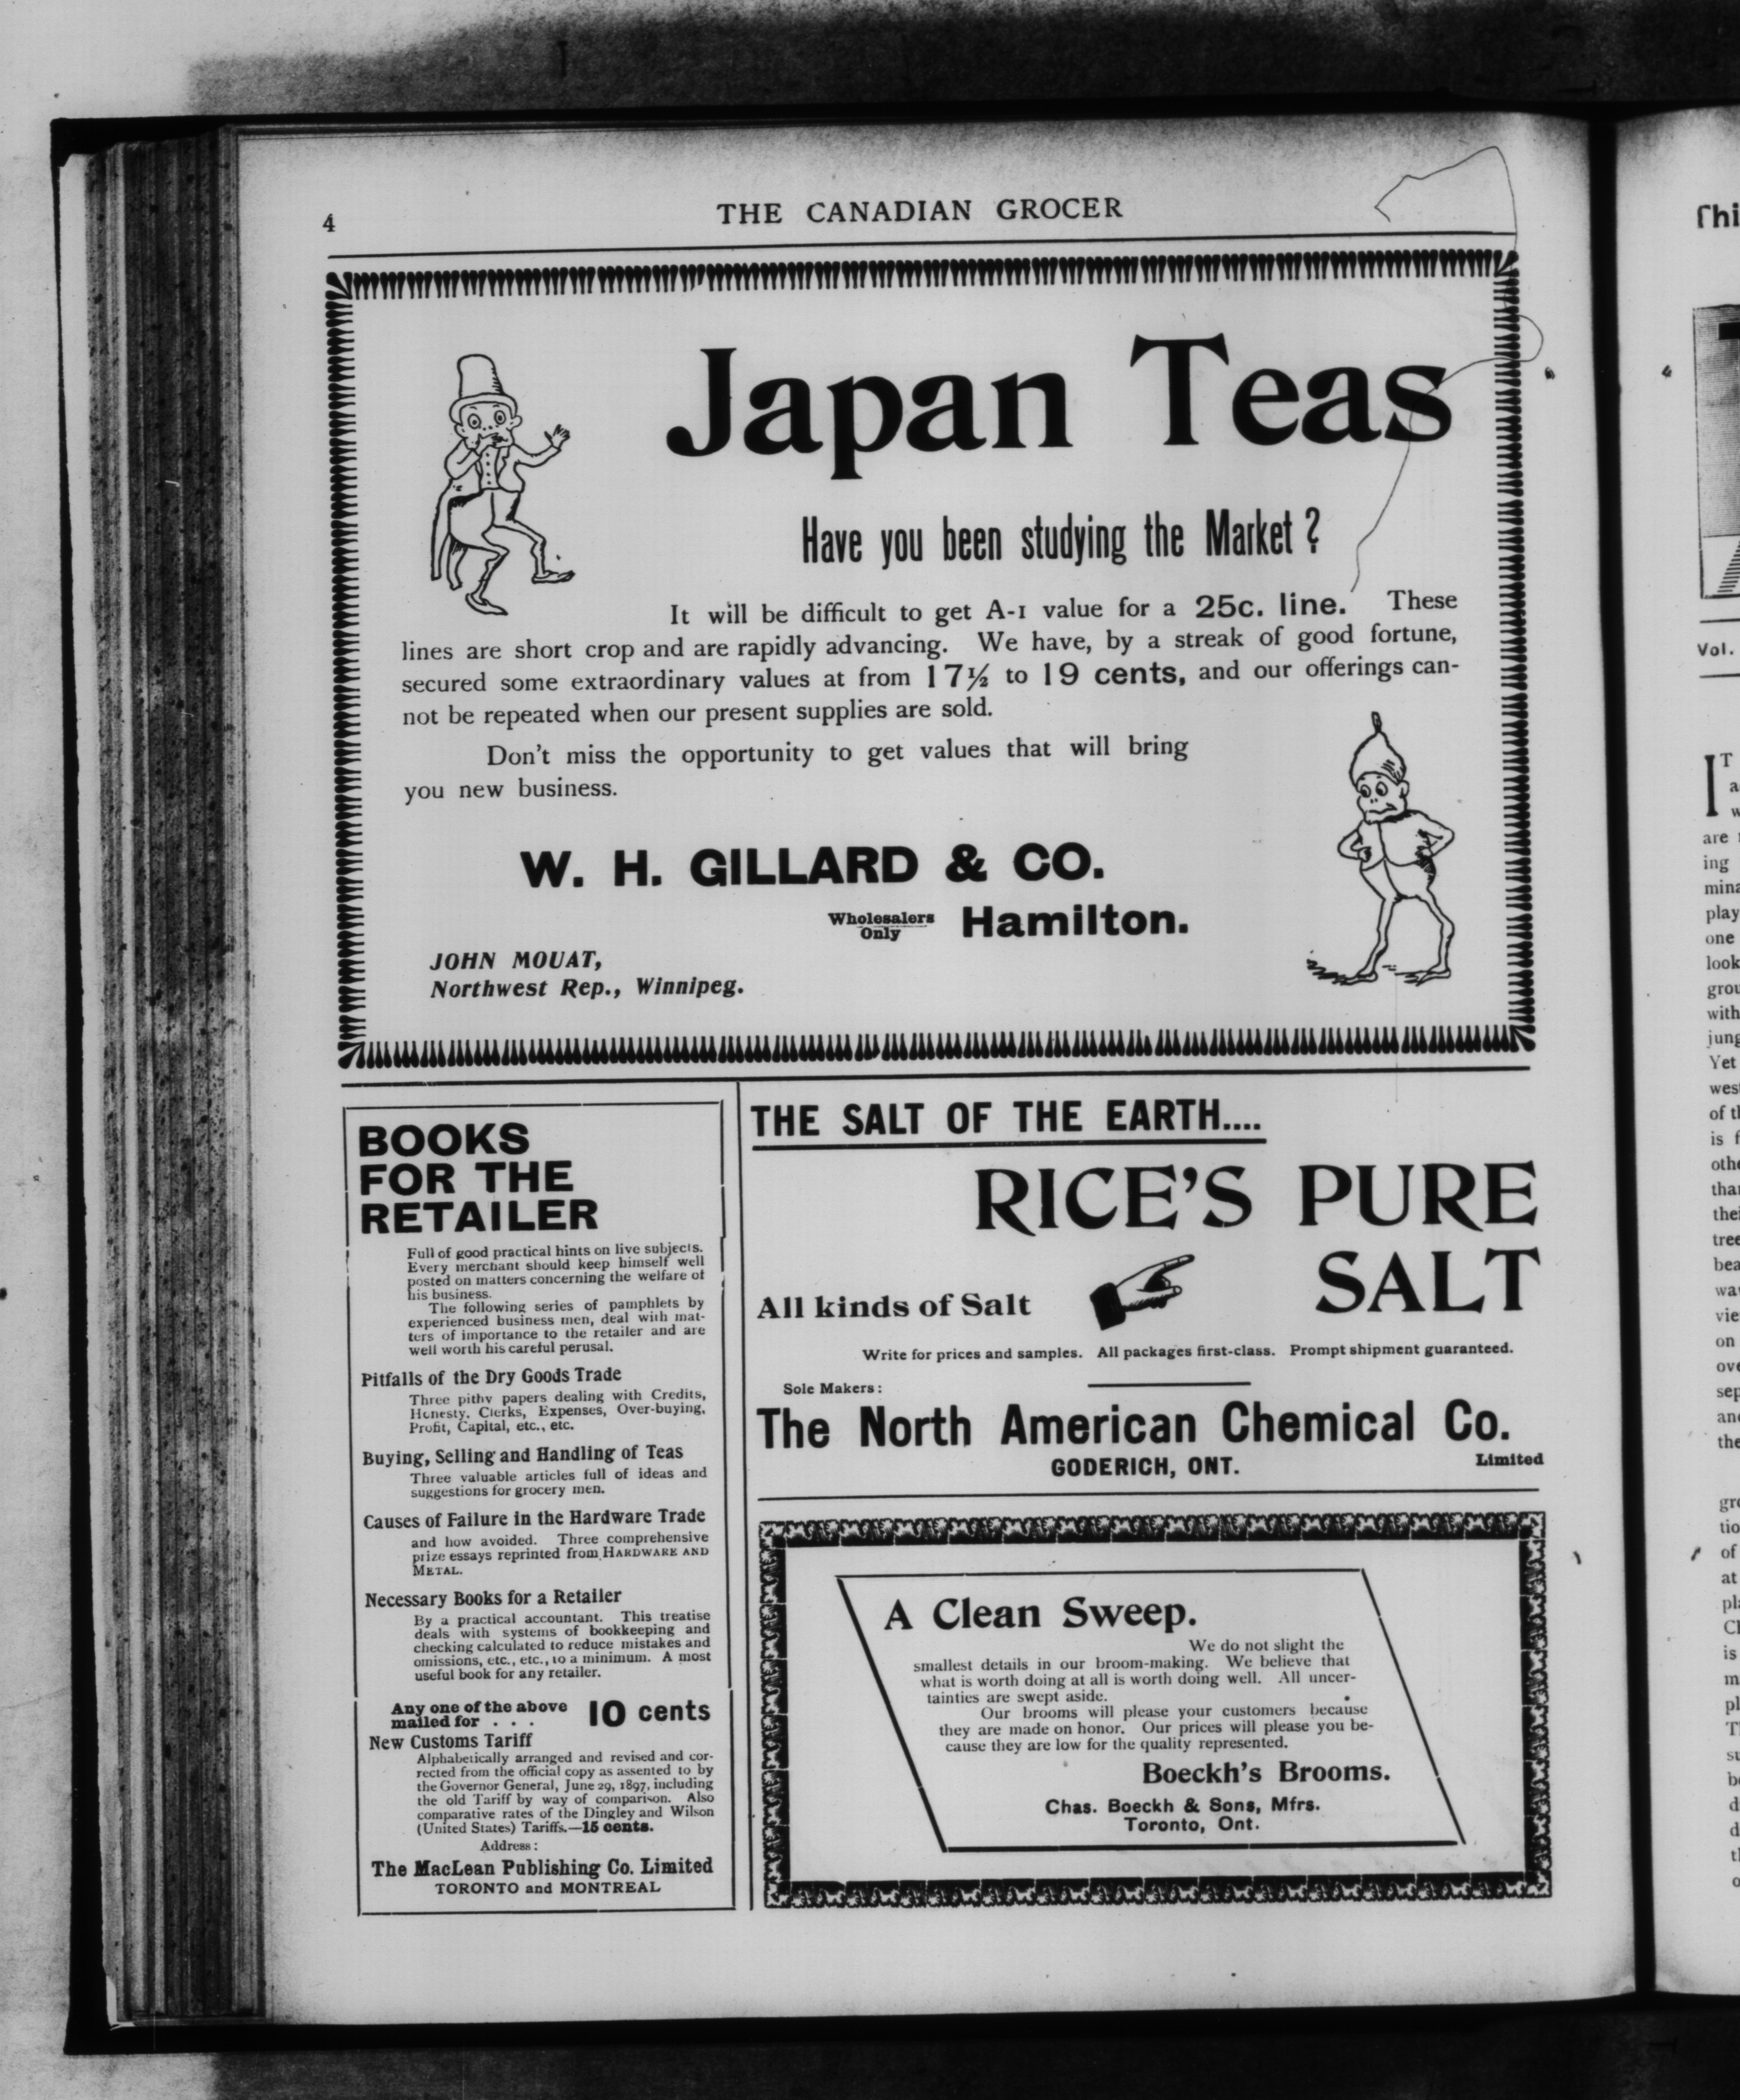 4
THE CANADIAN GROCER
Japan Teas
Have you been studying the Market ?
It will be difficult to get A-1 value for a 25c. line. These
lines are short crop and are rapidly advancing. We have, by a streak of good fortune,
secured some extraordinary values at from 17½ to 19 cents, and our offerings can-
not be repeated when our present supplies are sold.
Don't miss the opportunity to get values that will bring
you new business.
W. H. GILLARD & CO.
Wholesalers
Only
Hamilton.
JOHN MOUAT,
Northwest Rep., Winnipeg.
BOOKS
FOR THE
RETAILER
Full of good practical hints on live subjects.
Every merchant should keep himself well
posted on matters concerning the welfare of
his business.
The following series of pamphlets by
experienced business men, deal with mat-
ters of importance to the retailer and are
well worth his careful perusal.
Pitfalls of the Dry Goods Trade
Three pithy papers dealing with Credits,
Honesty, Clerks, Expenses, Over-buying,
Profit, Capital, etc., etc.
Buying, Selling and Handling of Teas
Three valuable articles full of ideas and
suggestions for grocery men.
Causes of Failure in the Hardware Trade
and how avoided. Three comprehensive
prize essays reprinted from HARDWARE AND
METAL.
Necessary Books for a Retailer
By a practical accountant. This treatise
deals with systems of bookkeeping and
checking calculated to reduce mistakes and
omissions, etc., etc., to a minimum. A most
useful book for any retailer.
Any one of the above
mailed for . . .
10 cents
New Customs Tariff
Alphabetically arranged and revised and cor-
rected from the official copy as assented to by
the Governor General, June 29, 1897, including
the old Tariff by way of comparison. Also
comparative rates of the Dingley and Wilson
(United States) Tariffs.—15 cents.
Address:
The MacLean Publishing Co. Limited
TORONTO and MONTREAL
THE SALT OF THE EARTH....
RICE'S PURE
SALT
All kinds of Salt
Write for prices and samples. All packages first-class. Prompt shipment guaranteed.
Sole Makers:
The North American Chemical Co.
Limited
GODERICH, ONT.
A Clean Sweep.
We do not slight the
smallest details in our broom-making. We believe that
what is worth doing at all is worth doing well. All uncer-
tainties are swept aside.
Our brooms will please your customers because
they are made on honor. Our prices will please you be-
cause they are low for the quality represented.
Boeckh's Brooms.
Chas. Boeckh & Sons, Mfrs.
Toronto, Ont.
Vol.